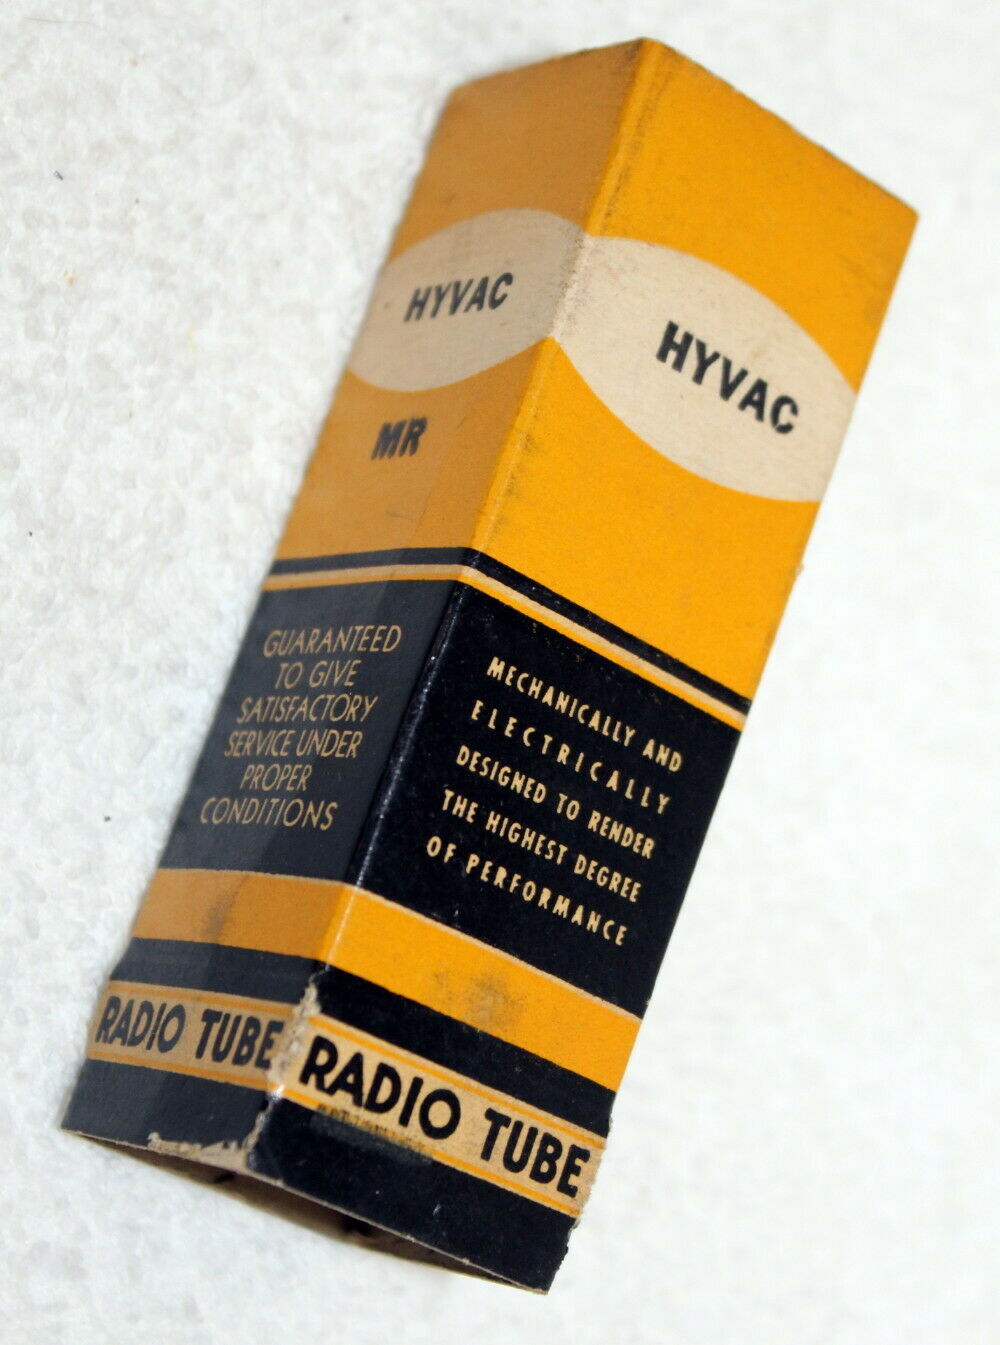 HYVAC
MR
GUARANTEED
TO GIVE
SATISFACTORY
SERVICE UNDER
PROPER
CONDITIONS
RADIO TUBE
HYVAC
MECHANICALLY AND
ELECTRICALLY
DESIGNED TO RENDER
THE HIGHEST DEGREE
OF PERFORMANCE
RADIO TUBE